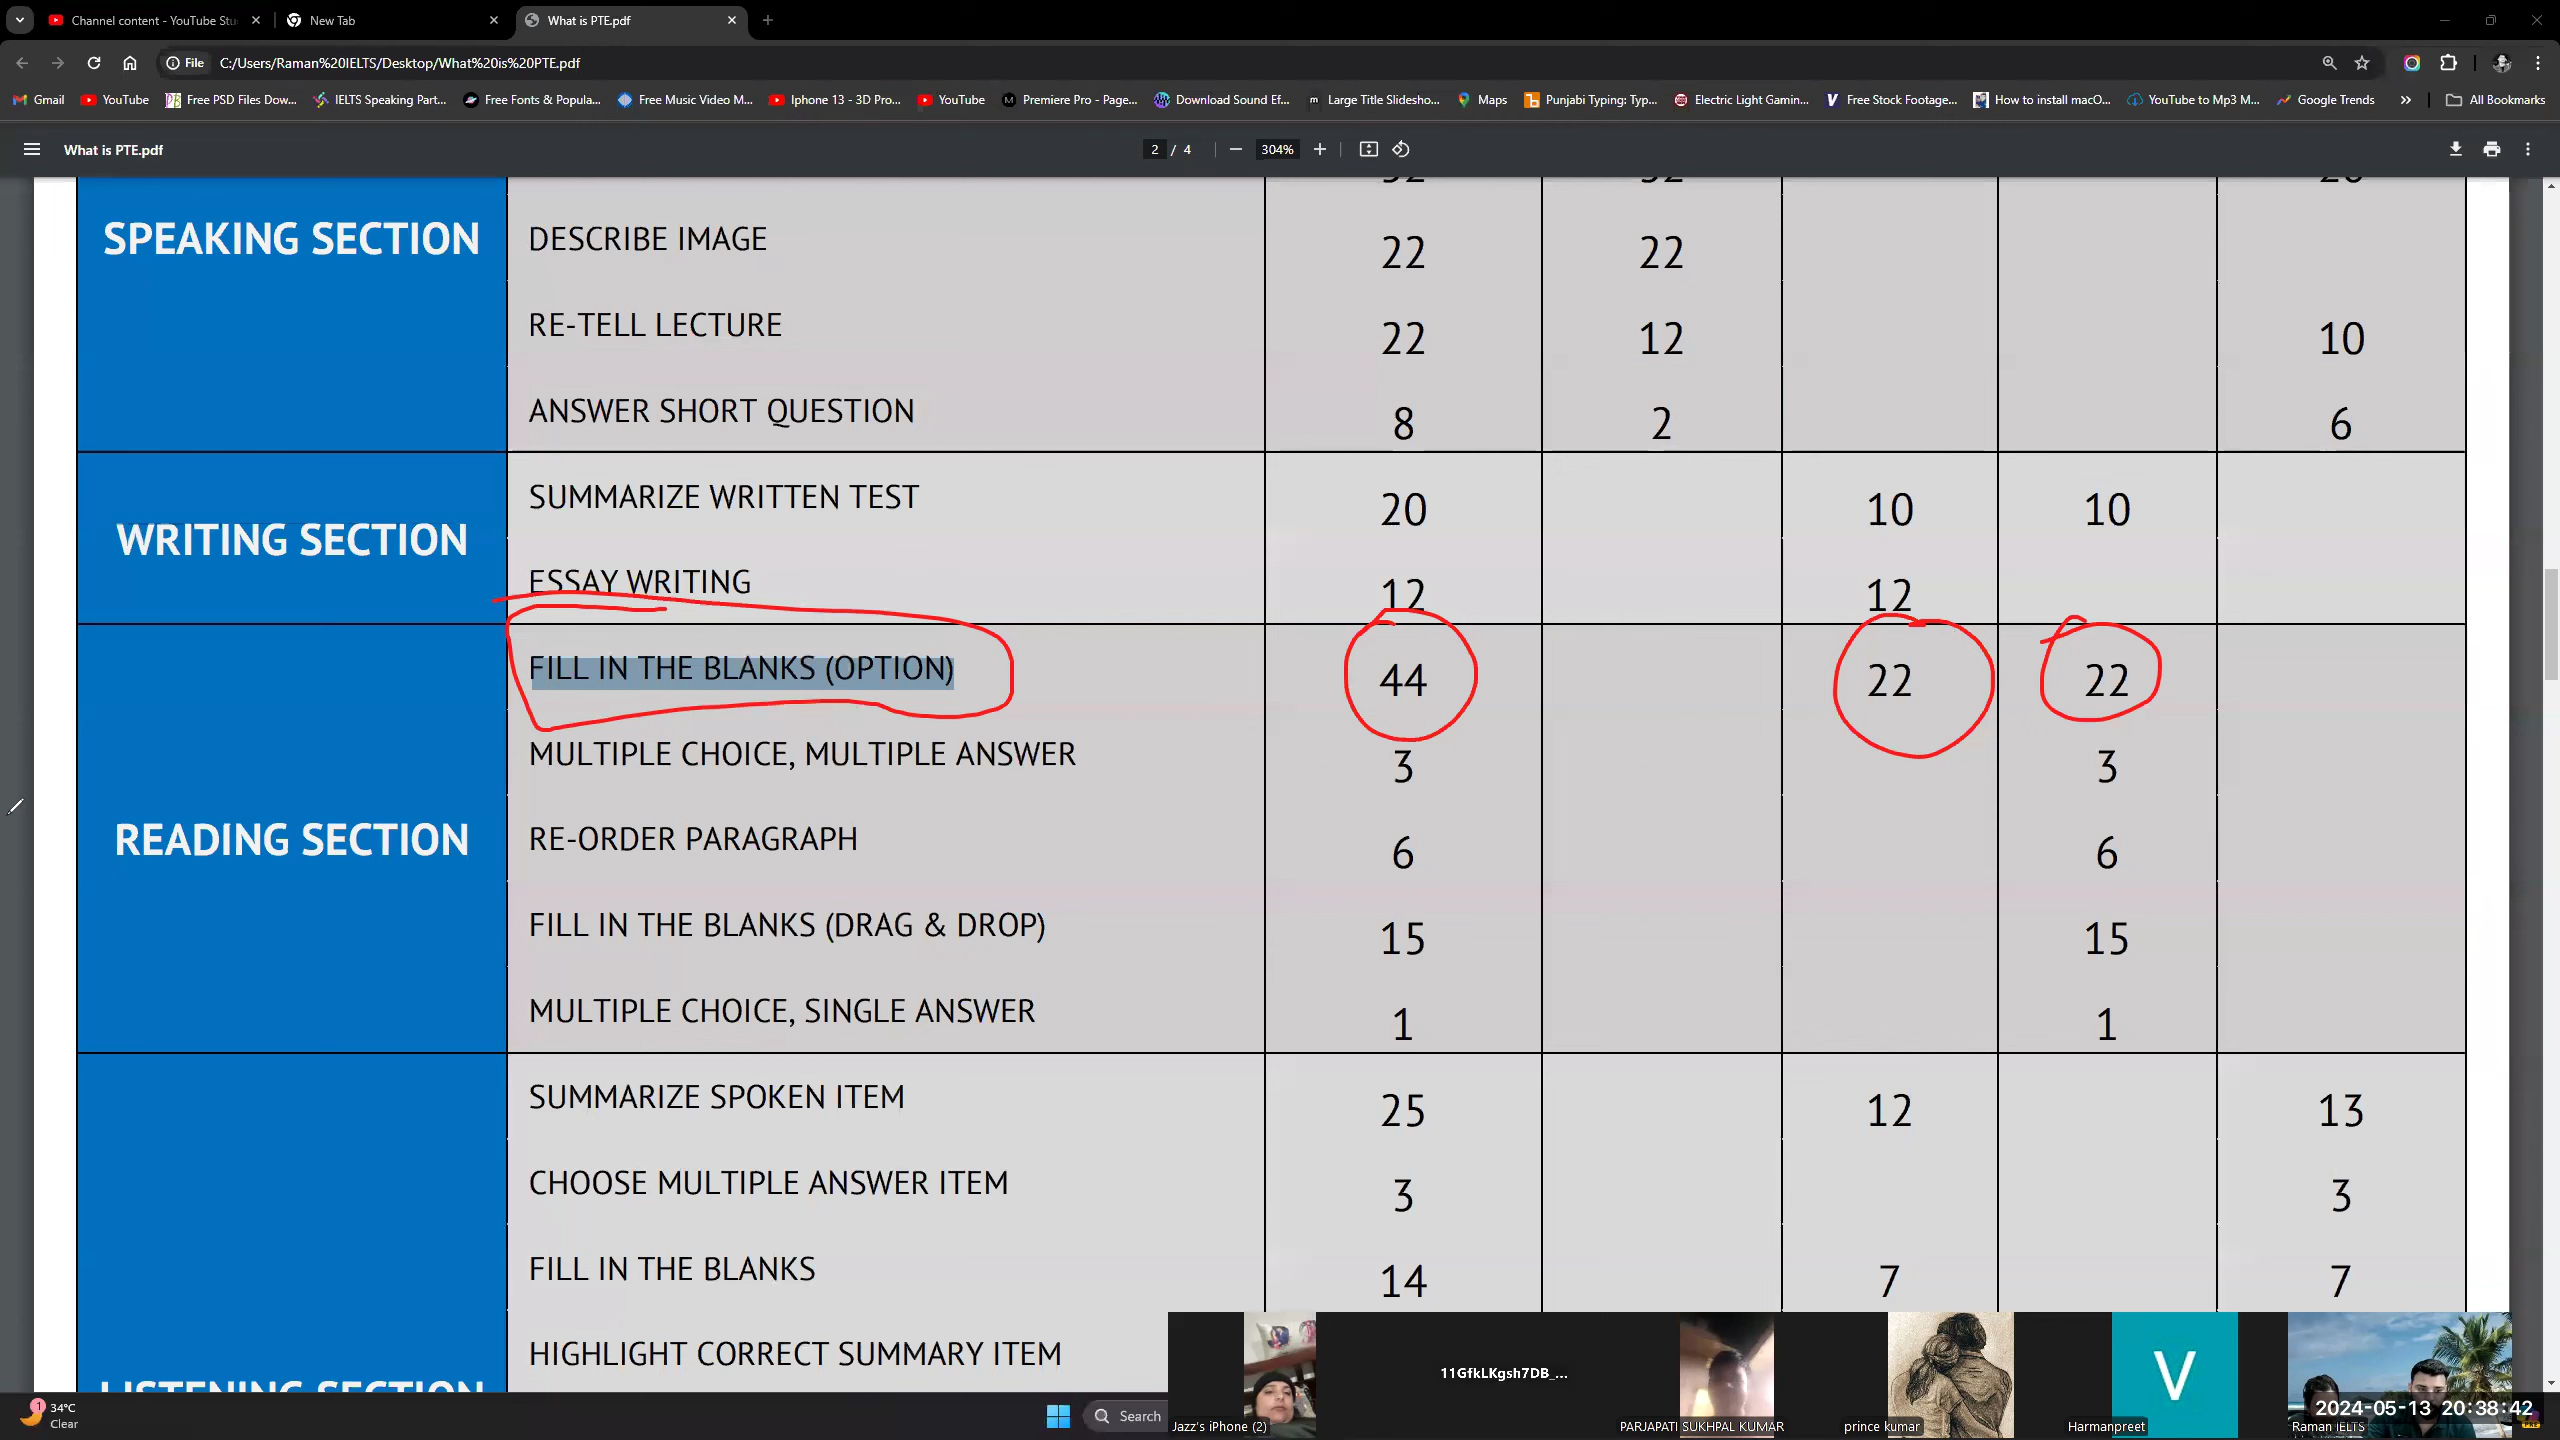 Channel content - YouTube Stu
New Tab
What is PTE.pdf
File C:/Users/Raman%20IELTS/Desktop/What%20is%20PTE.pdf
Gmail YouTube Free PSD Files Dow... IELTS Speaking Part... Free Fonts & Popula... Free Music Video M... Iphone 13 - 3D Pro... YouTube Premiere Pro - Page... Download Sound Ef... Large Title Slidesho... Maps Punjabi Typing: Typ... Electric Light Gamin... Free Stock Footage... How to install macO... YouTube to Mp3 M... Google Trends » All Bookmarks
What is PTE.pdf 2 / 4 304%
SPEAKING SECTION
DESCRIBE IMAGE 22 22
RE-TELL LECTURE 22 12 10
ANSWER SHORT QUESTION 8 2 6
WRITING SECTION
SUMMARIZE WRITTEN TEST 20 10 10
ESSAY WRITING 12 12
READING SECTION
FILL IN THE BLANKS (OPTION) 44 22 22
MULTIPLE CHOICE, MULTIPLE ANSWER 3 3
RE-ORDER PARAGRAPH 6 6
FILL IN THE BLANKS (DRAG & DROP) 15 15
MULTIPLE CHOICE, SINGLE ANSWER 1 1
LISTENING SECTION
SUMMARIZE SPOKEN ITEM 25 12 13
CHOOSE MULTIPLE ANSWER ITEM 3 3
FILL IN THE BLANKS 14 7 7
HIGHLIGHT CORRECT SUMMARY ITEM
11GfkLKgsh7DB_...
V
Jazz's iPhone (2)
PARJAPATI SUKHPAL KUMAR
prince kumar
Harmanpreet
Raman IELTS
2024-05-13 20:38:42
1
34°C
Clear
Search